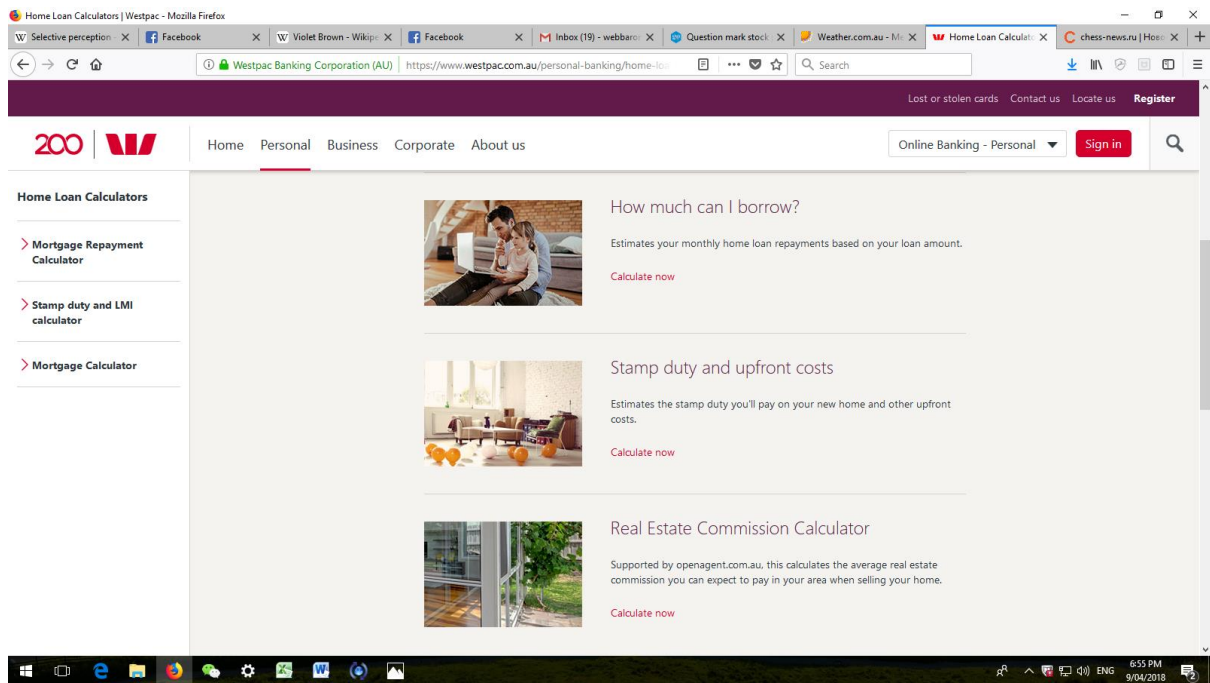 Home Loan Calculators | Westpac - Mozilla Firefox
Selective perception -
Facebook
Violet Brown - Wikipe
Facebook
Inbox (19) - webbaro
Question mark stock
Weather.com.au - Me
Home Loan Calculato
chess-news.ru |
Westpac Banking Corporation (AU)
https://www.westpac.com.au/personal-banking/home-loa
Search
Lost or stolen cards Contact us Locate us Register
200
Home Personal Business Corporate About us
Online Banking - Personal
Sign in
Home Loan Calculators
Mortgage Repayment
Calculator
Stamp duty and LMI
calculator
Mortgage Calculator
How much can I borrow?
Estimates your monthly home loan repayments based on your loan amount.
Calculate now
Stamp duty and upfront costs
Estimates the stamp duty you'll pay on your new home and other upfront
costs.
Calculate now
Real Estate Commission Calculator
Supported by openagent.com.au, this calculates the average real estate
commission you can expect to pay in your area when selling your home.
Calculate now
ENG
6:55 PM
9/04/2018